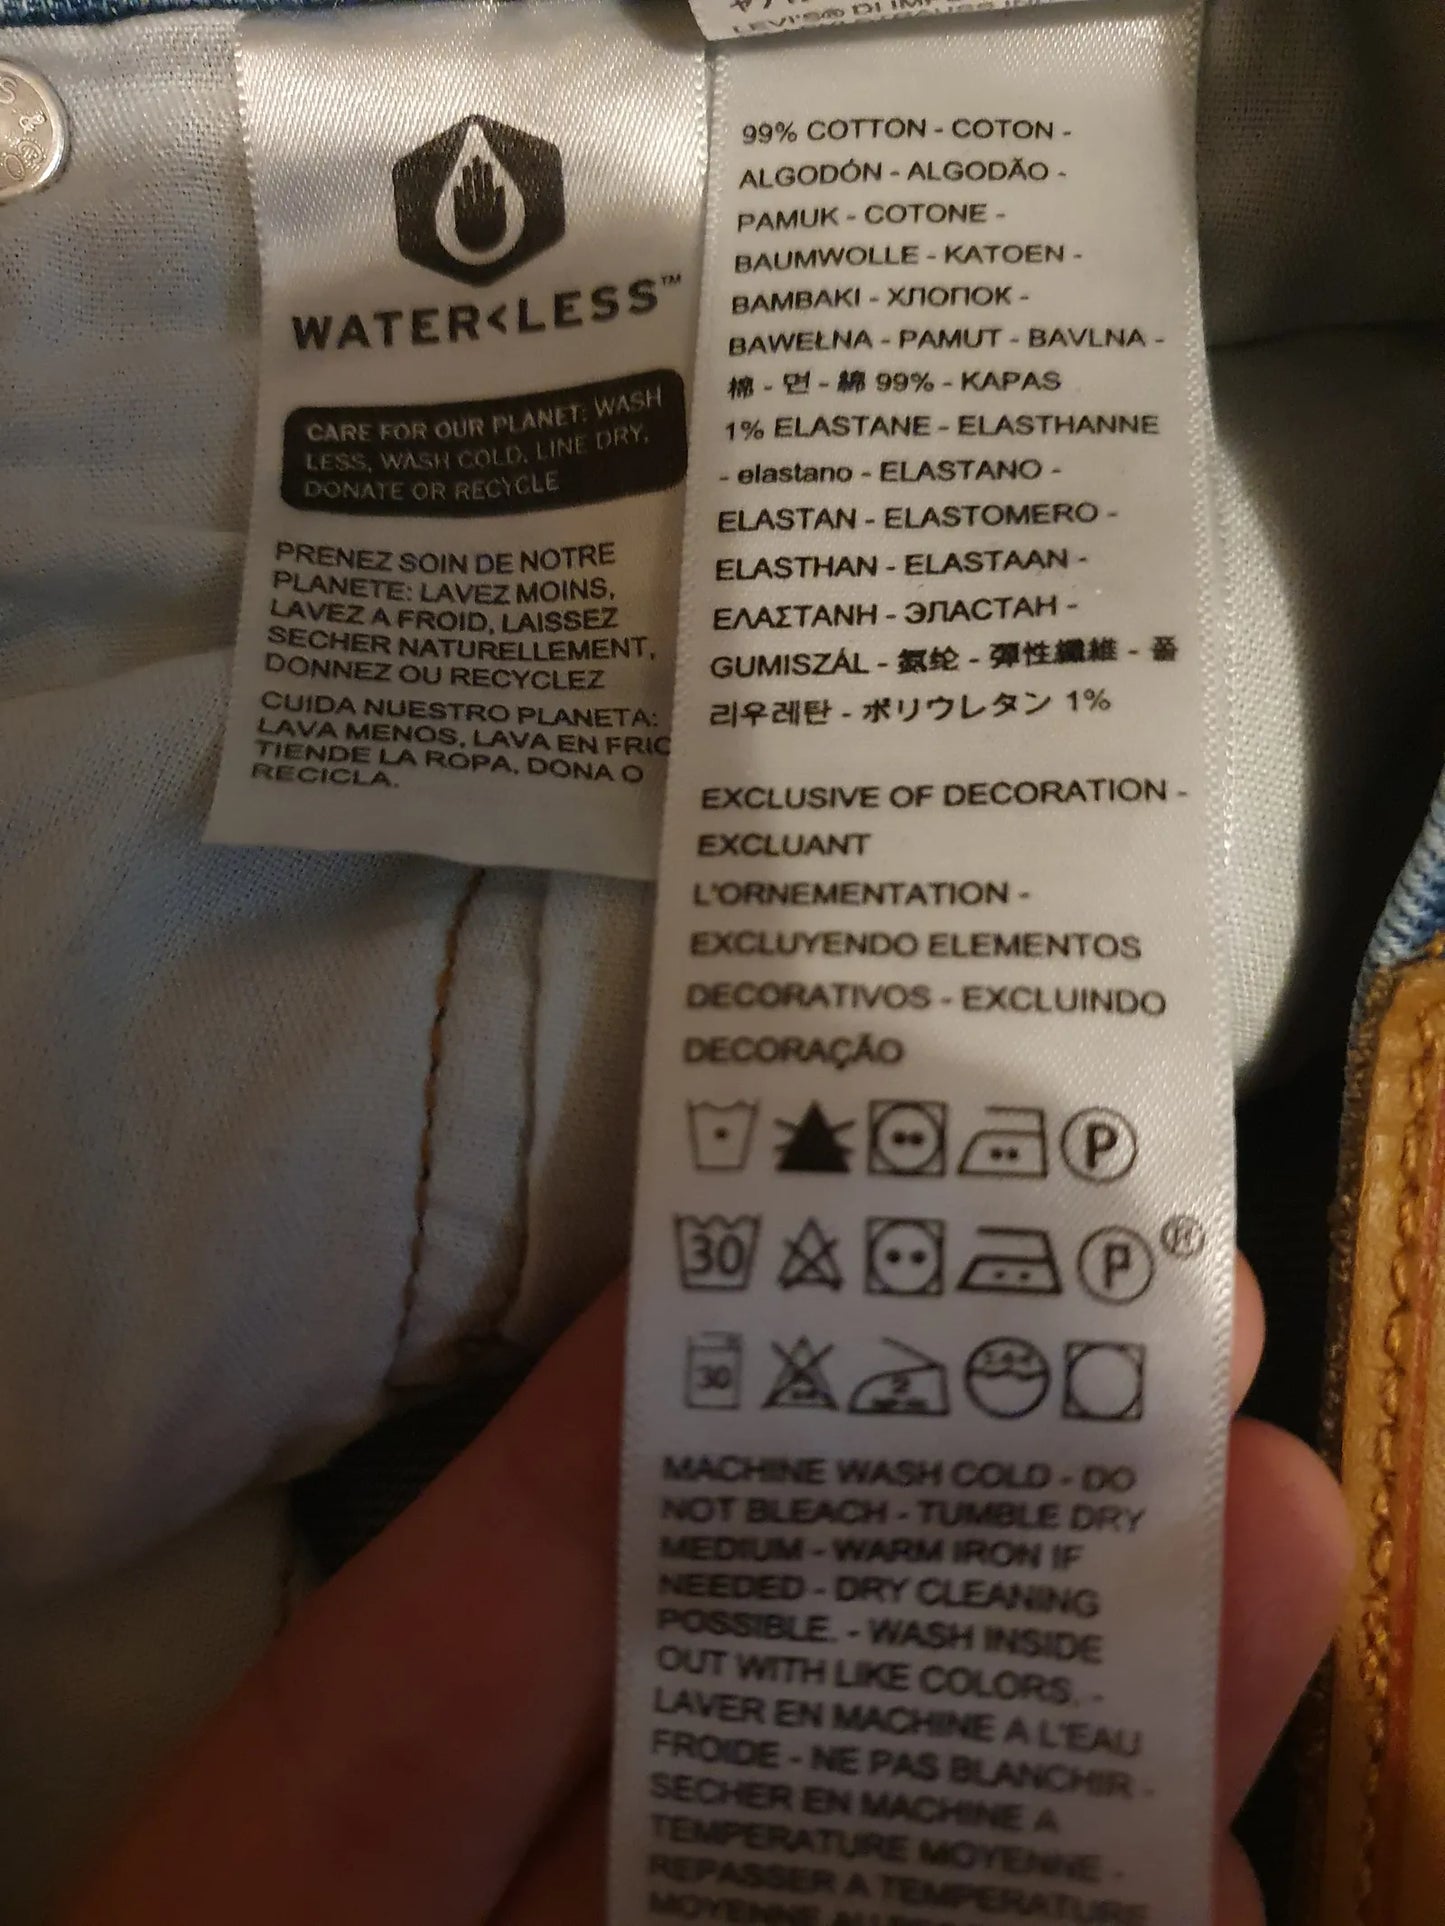 WATER<LESS™
CARE FOR OUR PLANET: WASH
LESS, WASH COLD, LINE DRY,
DONATE OR RECYCLE
PRENEZ SOIN DE NOTRE
PLANETE: LAVEZ MOINS,
LAVEZ A FROID, LAISSEZ
SECHER NATURELLEMENT,
DONNEZ OU RECYCLEZ
CUIDA NUESTRO PLANETA:
LAVA MENOS, LAVA EN FRIO
TIENDE LA ROPA, DONA O
RECICLA.
LEVI'S® DI
99% COTTON - COTON -
ALGODÓN - ALGODÃO -
PAMUK - COTONE -
BAUMWOLLE - KATOEN -
BAMBAKI - ХЛОПОК -
BAWEŁNA - PAMUT - BAVLNA -
棉 - 면 - 綿 99% - KAPAS
1% ELASTANE - ELASTHANNE
- elastano - ELASTANO -
ELASTAN - ELASTOMERO -
ELASTHAN - ELASTAAN -
ΕΛΑΣΤΑΝΗ - ЭЛАСТАН -
GUMISZÁL - 氨纶 - 彈性纖維 - 폴
리우레탄 - ポリウレタン 1%
EXCLUSIVE OF DECORATION -
EXCLUANT
L'ORNEMENTATION -
EXCLUYENDO ELEMENTOS
DECORATIVOS - EXCLUINDO
DECORAÇÃO
P
30 P ®
30 2
MACHINE WASH COLD - DO
NOT BLEACH - TUMBLE DRY
MEDIUM - WARM IRON IF
NEEDED - DRY CLEANING
POSSIBLE. - WASH INSIDE
OUT WITH LIKE COLORS. -
LAVER EN MACHINE A L'EAU
FROIDE - NE PAS BLANCHIR -
SECHER EN MACHINE A
TEMPERATURE MOYENNE -
REPASSER A TEMPERATURE
MOYENNE